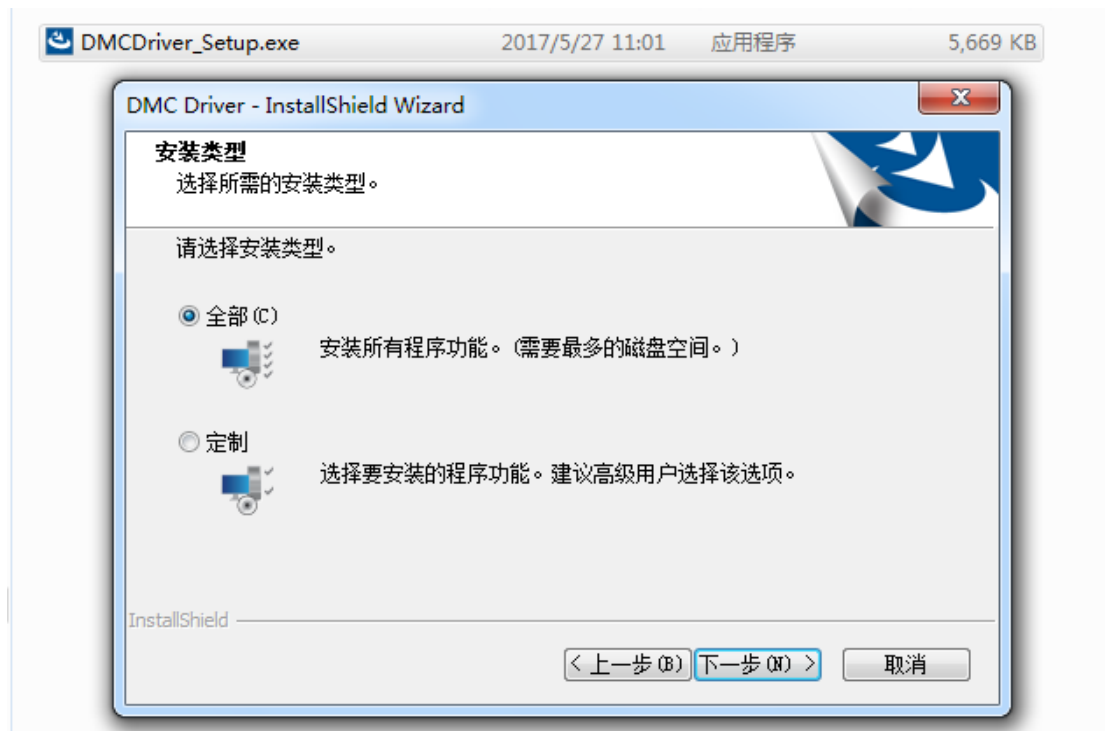 DMCDriver_Setup.exe 2017/5/27 11:01 应用程序 5,669 KB
DMC Driver - InstallShield Wizard
安装类型
选择所需的安装类型。
请选择安装类型。
全部(C)
安装所有程序功能。(需要最多的磁盘空间。)
定制
选择要安装的程序功能。建议高级用户选择该选项。
InstallShield
< 上一步(B) 下一步(N) > 取消